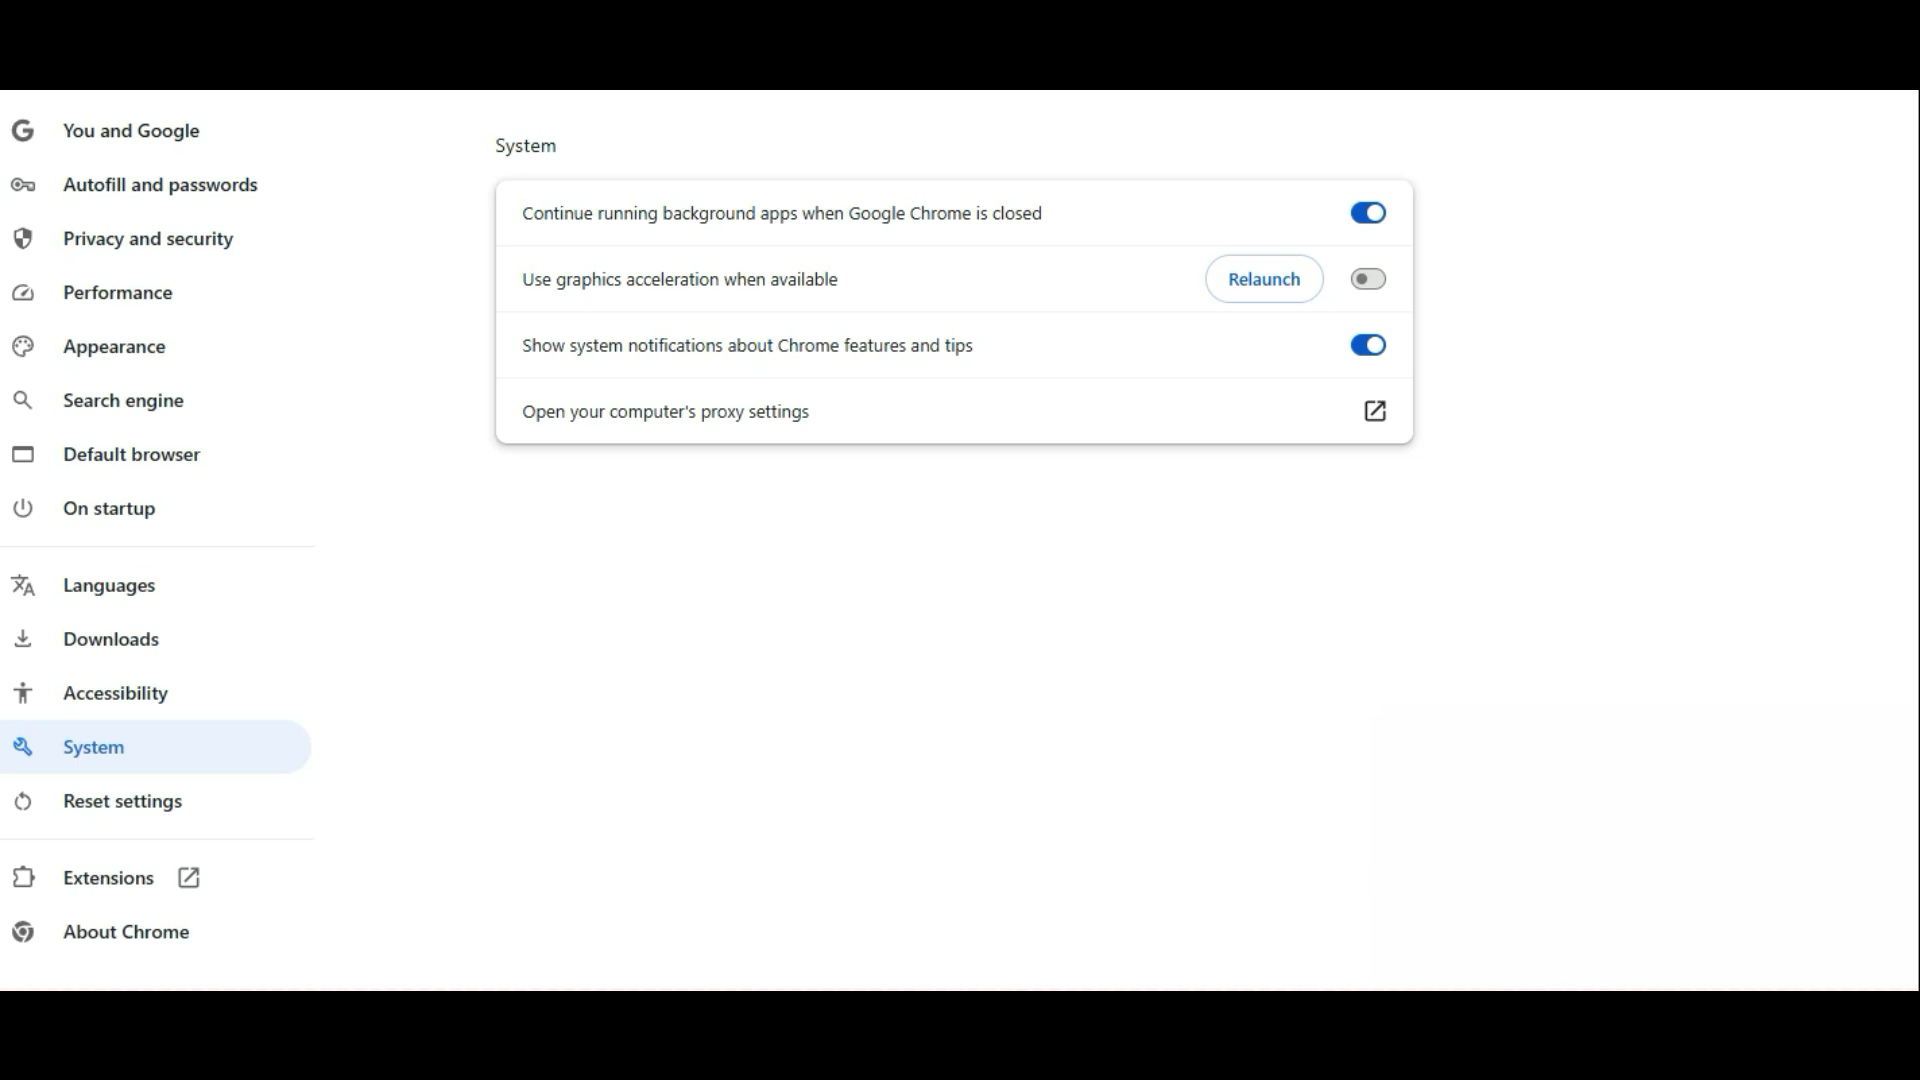 You and Google
Autofill and passwords
Privacy and security
Performance
Appearance
Search engine
Default browser
On startup
Languages
Downloads
Accessibility
System
Reset settings
Extensions
About Chrome
System
Continue running background apps when Google Chrome is closed
Use graphics acceleration when available
Relaunch
Show system notifications about Chrome features and tips
Open your computer's proxy settings